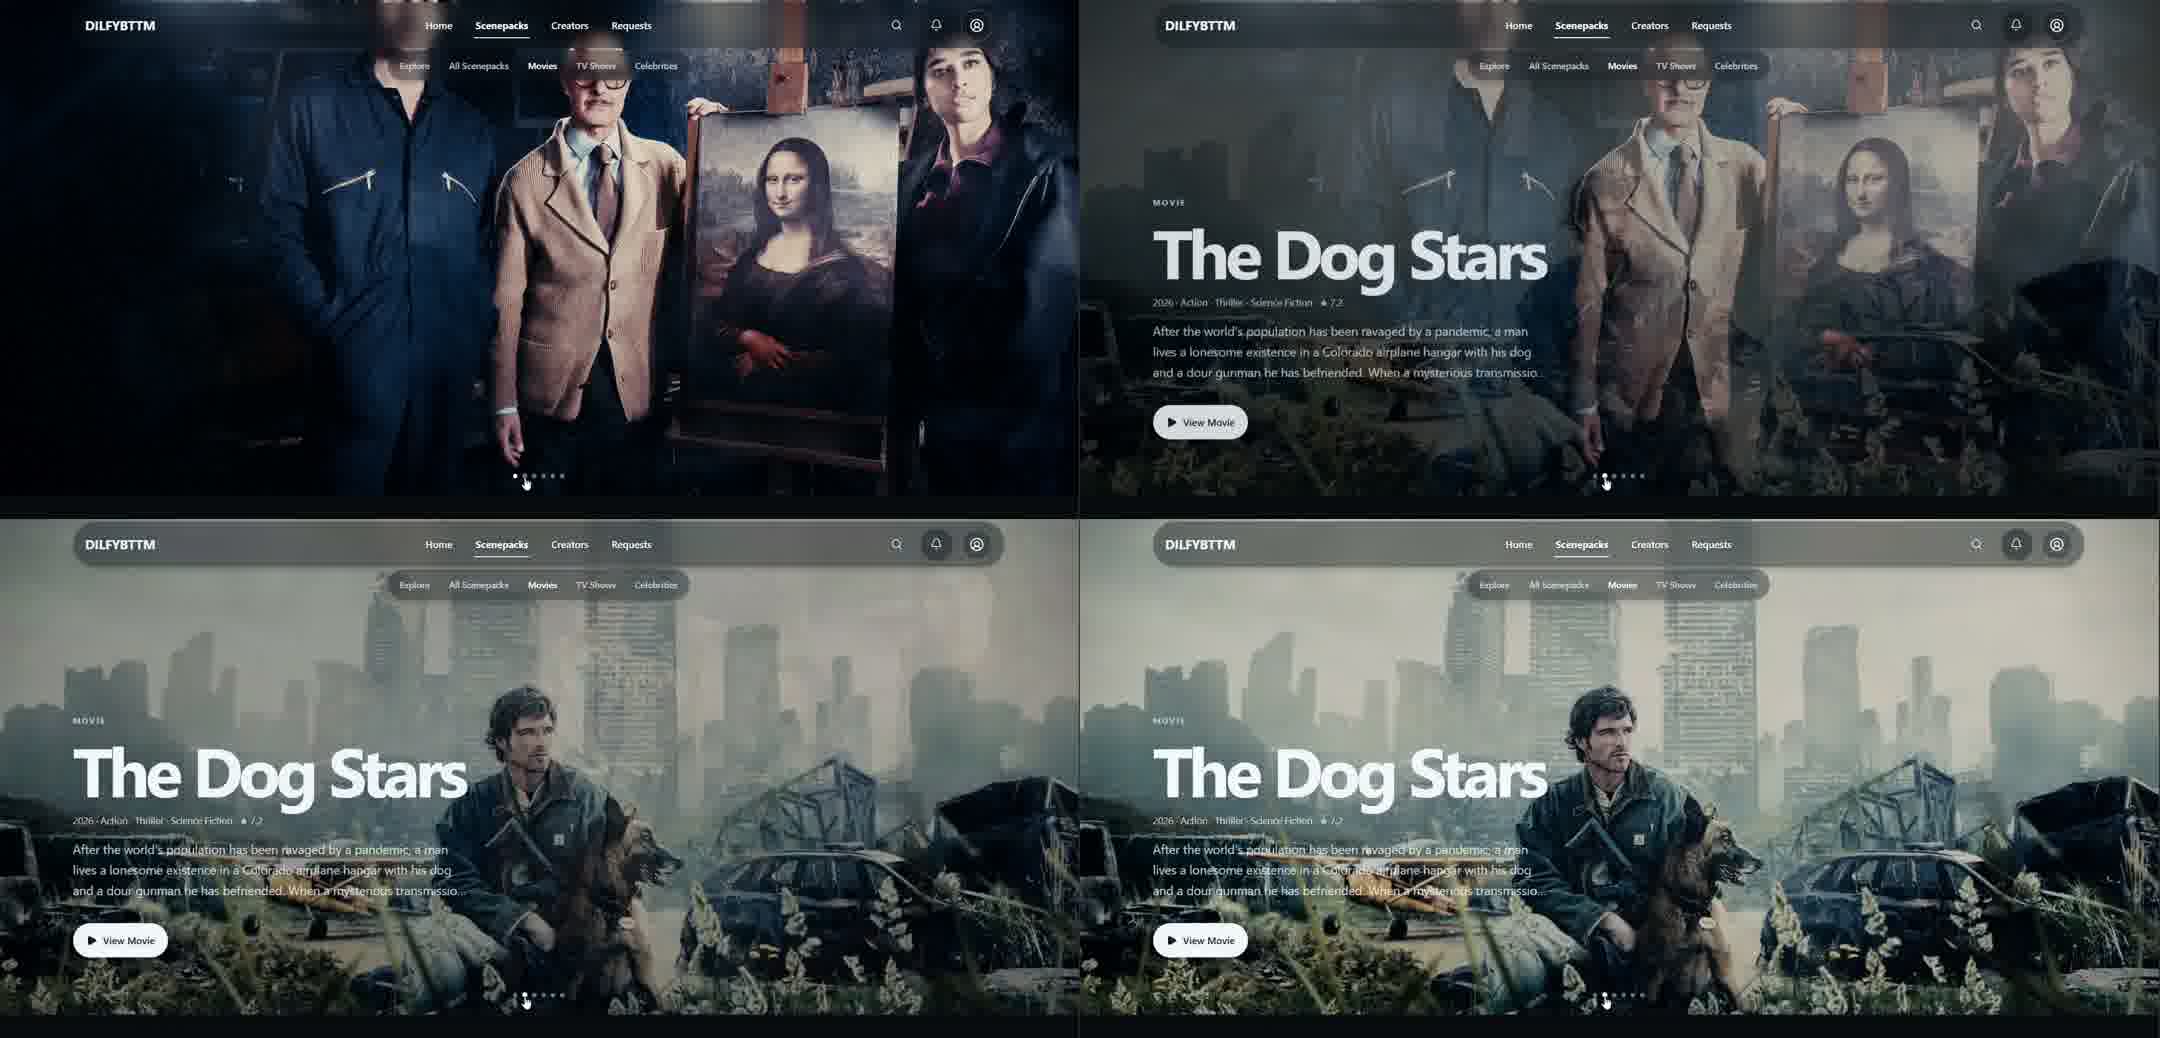 DILFYBTTM Home Scenepacks Creators Requests
Explore All Scenepacks Movies TV Shows Celebrities
DILFYBTTM Home Scenepacks Creators Requests
Explore All Scenepacks Movies TV Shows Celebrities
MOVIE
The Dog Stars
2026 · Action · Thriller · Science Fiction ★ 7.2
After the world's population has been ravaged by a pandemic, a man
lives a lonesome existence in a Colorado airplane hangar with his dog
and a dour gunman he has befriended. When a mysterious transmissio...
View Movie
DILFYBTTM Home Scenepacks Creators Requests
Explore All Scenepacks Movies TV Shows Celebrities
MOVIE
The Dog Stars
2026 · Action · Thriller · Science Fiction ★ 7.2
After the world's population has been ravaged by a pandemic, a man
lives a lonesome existence in a Colorado airplane hangar with his dog
and a dour gunman he has befriended. When a mysterious transmissio...
View Movie
DILFYBTTM Home Scenepacks Creators Requests
Explore All Scenepacks Movies TV Shows Celebrities
MOVIE
The Dog Stars
2026 · Action · Thriller · Science Fiction ★ 7.2
After the world's population has been ravaged by a pandemic, a man
lives a lonesome existence in a Colorado airplane hangar with his dog
and a dour gunman he has befriended. When a mysterious transmissio...
View Movie